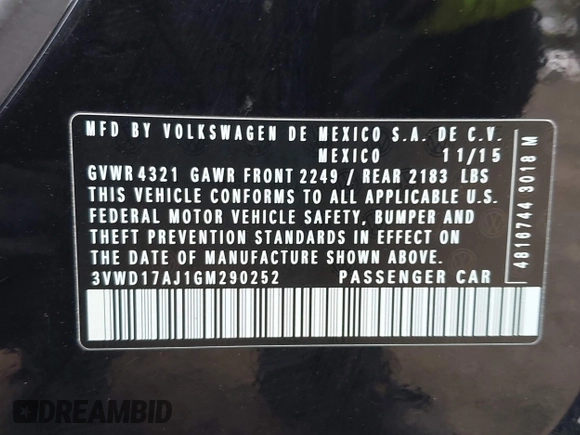 MFD BY VOLKSWAGEN DE MEXICO S.A. DE C.V.
MEXICO 11/15
GVWR 4321 GAWR FRONT 2249 / REAR 2183 LBS
THIS VEHICLE CONFORMS TO ALL APPLICABLE U.S.
FEDERAL MOTOR VEHICLE SAFETY, BUMPER AND
THEFT PREVENTION STANDARDS IN EFFECT ON
THE DATE OF MANUFACTURE SHOWN ABOVE.
3VWD17AJ1GM290252 PASSENGER CAR
4816744 3018 M
DREAMBID